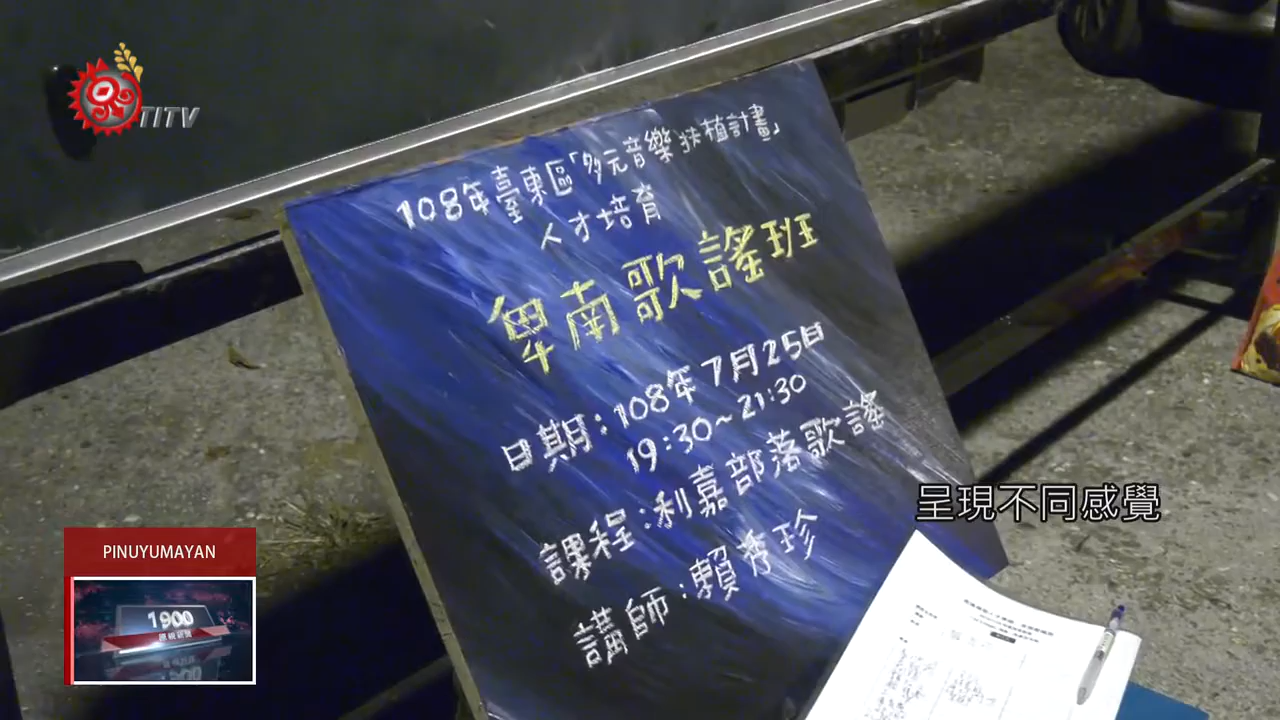 TITV
108年臺東區「多元音樂扶植計畫」
人才培育
卑南歌謠班
日期：108年7月25日
19:30~21:30
課程：利嘉部落歌謠
講師：賴秀珍
呈現不同感覺
PINUYUMAYAN
1900